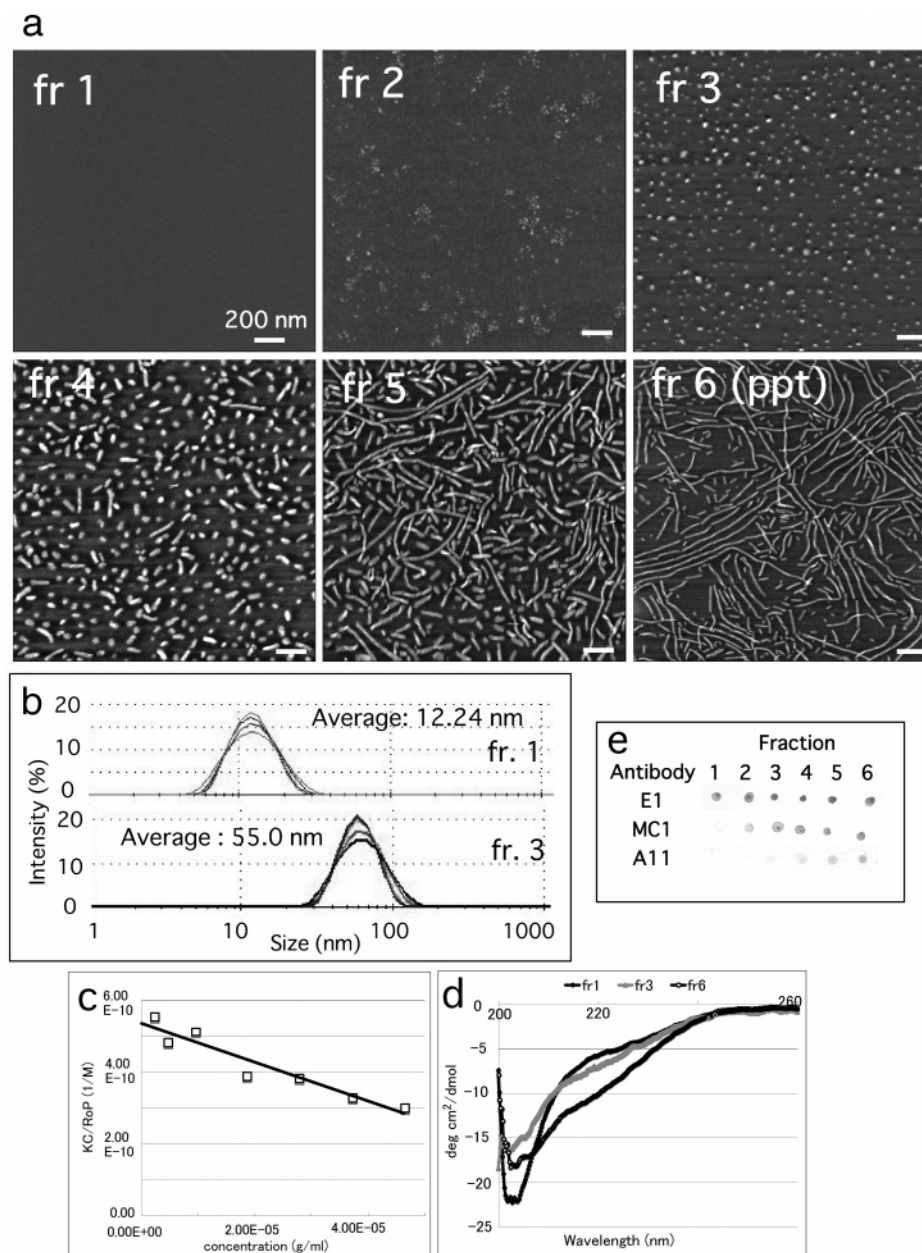 a
fr 1
fr 2
fr 3
200 nm
fr 4
fr 5
fr 6 (ppt)
b
20
10
0
Average: 12.24 nm
fr. 1
20
10
0
Average : 55.0 nm
fr. 3
Intensity (%)
1 10 100 1000
Size (nm)
e
Fraction
Antibody 1 2 3 4 5 6
E1
MC1
A11
c
6.00
E-10
4.00
E-10
2.00
E-10
0.00
KC/RoP (1/M)
0.00E+00 2.00E-05 4.00E-05
concentration (g/ml)
d
fr1 fr3 fr6
0
-5
-10
-15
-20
-25
200 220 260
deg cm2/dmol
Wavelength (nm)